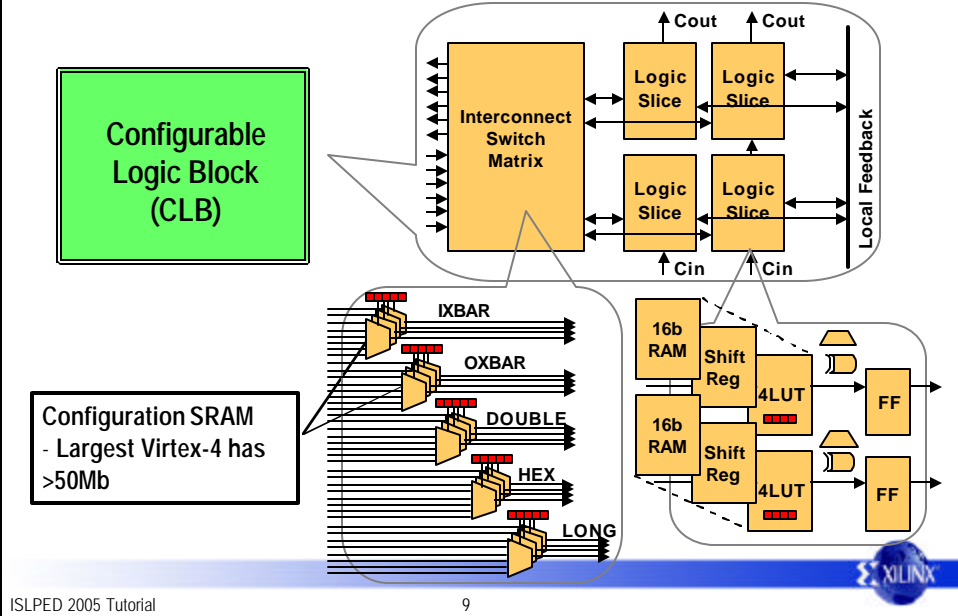 Configurable
Logic Block
(CLB)
Interconnect
Switch
Matrix
Cout
Cout
Logic
Slice
Logic
Slice
Logic
Slice
Logic
Slice
Cin
Cin
Local Feedback
IXBAR
OXBAR
DOUBLE
HEX
LONG
Configuration SRAM
- Largest Virtex-4 has
>50Mb
16b
RAM
Shift
Reg
4LUT
FF
16b
RAM
Shift
Reg
4LUT
FF
XILINX
ISLPED 2005 Tutorial
9